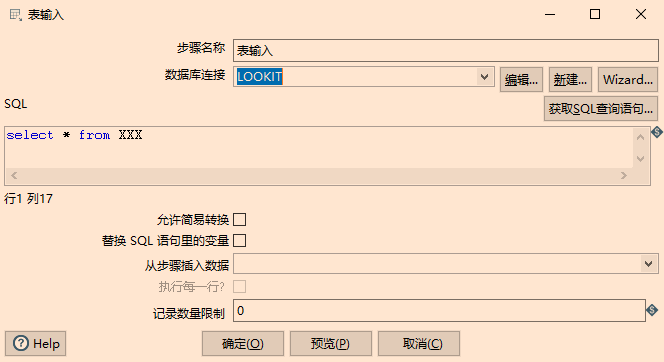 表输入
步骤名称 表输入
数据库连接 LOOKIT 编辑... 新建... Wizard...
SQL 获取SQL查询语句...
select * from XXX
行1 列17
允许简易转换
替换 SQL 语句里的变量
从步骤插入数据
执行每一行?
记录数量限制 0
Help 确定(O) 预览(P) 取消(C)